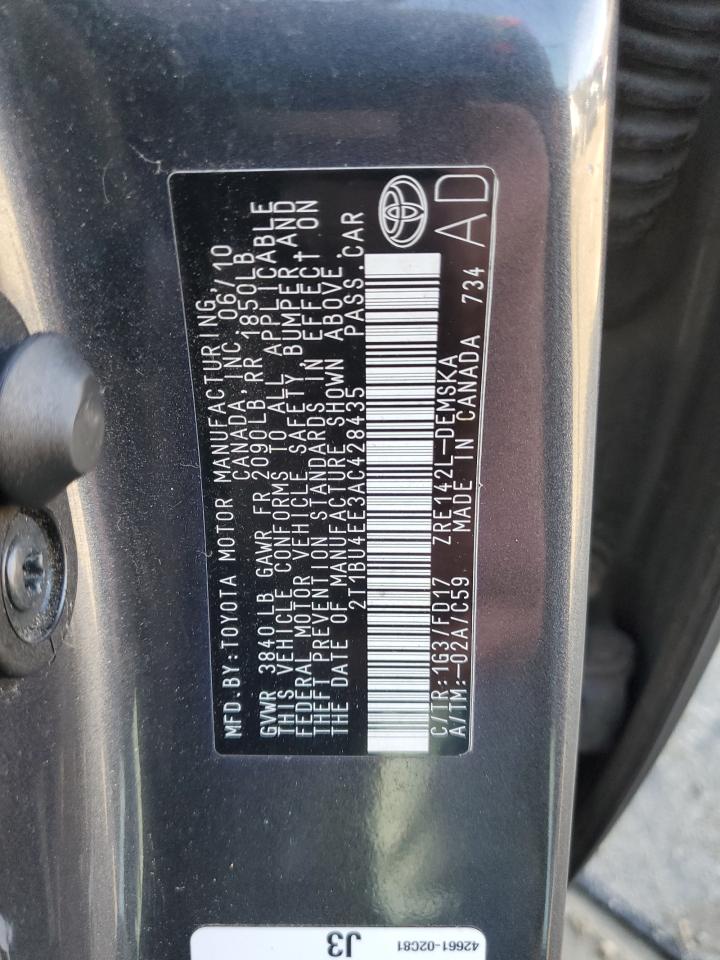 MFD.BY:TOYOTA MOTOR MANUFACTURING,
CANADA,INC. 06/10
GVWR 3840LB GAWR FR 2090LB RR 1850LB
THIS VEHICLE CONFORMS TO ALL APPLICABLE
FEDERAL MOTOR VEHICLE SAFETY, BUMPER AND
THEFT PREVENTION STANDARDS IN EFFECT ON
THE DATE OF MANUFACTURE SHOWN ABOVE.
2T1BU4EE3AC428435 PASS.CAR
C/TR:1G3/FD17 ZRE142L-DEMSKA
A/TM:-02A/C59 MADE IN CANADA 734
AD
J3
42661-02C81